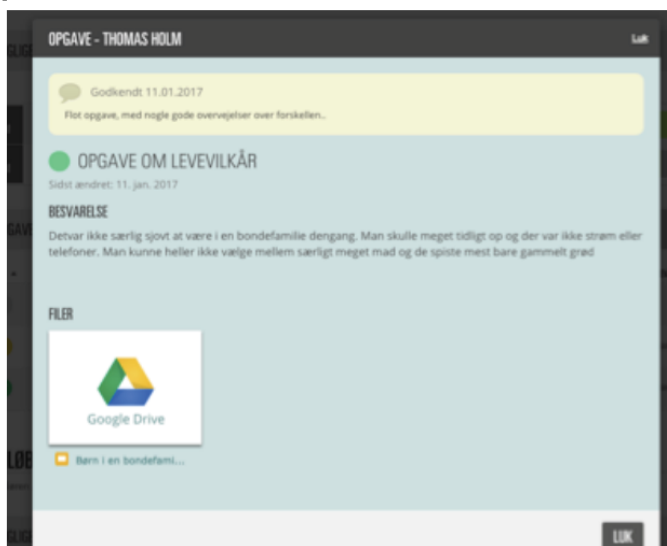 OPGAVE - THOMAS HOLM
Luk
Godkendt 11.01.2017
Flot opgave, med nogle gode overvejelser over forskellen..
OPGAVE OM LEVEVILKÅR
Sidst ændret: 11. jan. 2017
BESVARELSE
Detvar ikke særlig sjovt at være i en bondefamilie dengang. Man skulle meget tidligt op og der var ikke strøm eller
telefoner. Man kunne heller ikke vælge mellem særligt meget mad og de spiste mest bare gammelt grød
FILER
Google Drive
Børn i en bondefami...
LUK